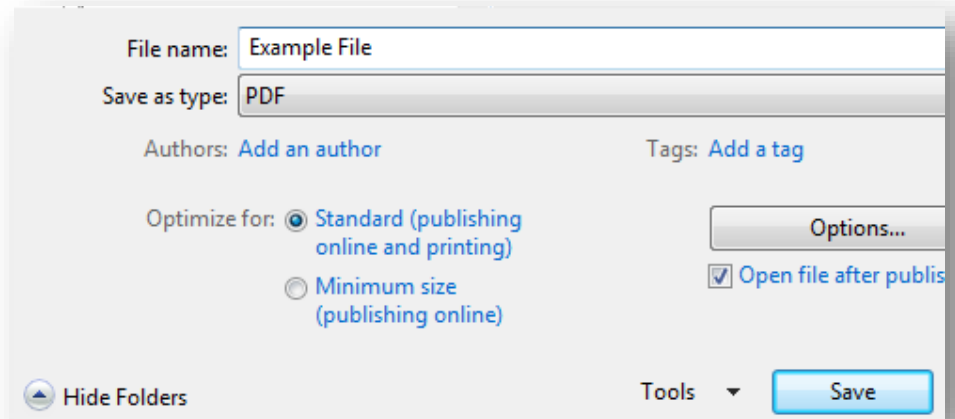 File name: Example File
Save as type: PDF
Authors: Add an author Tags: Add a tag
Optimize for: Standard (publishing
online and printing)
Options...
Open file after publis
Minimum size
(publishing online)
Hide Folders Tools Save